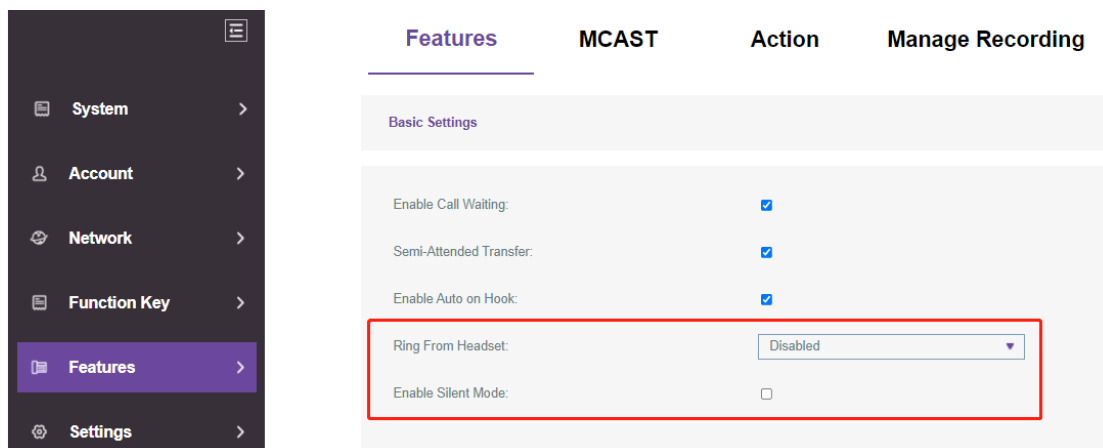 System
Account
Network
Function Key
Features
Settings
Features MCAST Action Manage Recording
Basic Settings
Enable Call Waiting:
Semi-Attended Transfer:
Enable Auto on Hook:
Ring From Headset: Disabled
Enable Silent Mode: